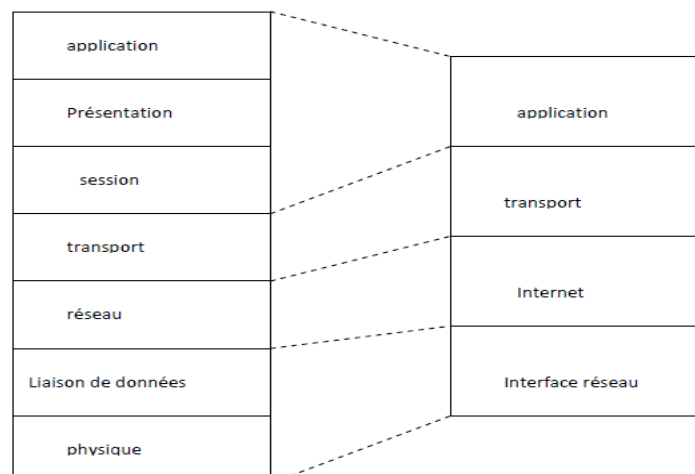 application
Présentation
session
transport
réseau
Liaison de données
physique
application
transport
Internet
Interface réseau